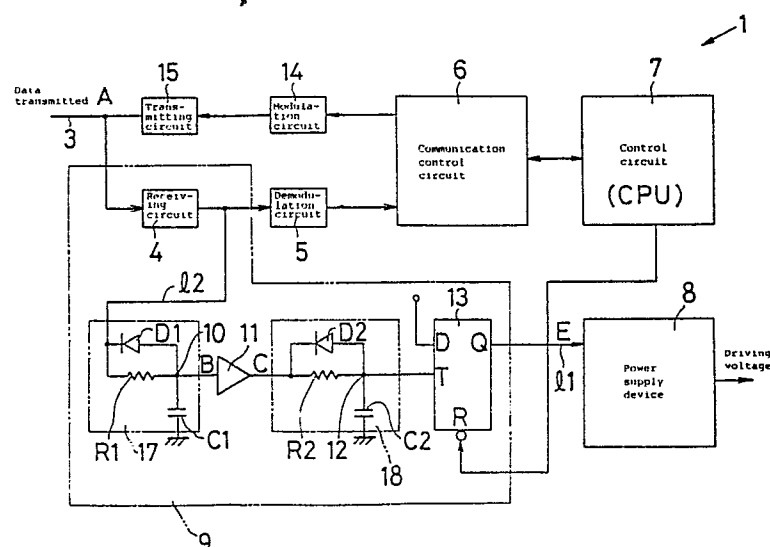 1
Data
transmitted
A
3
15
Trans-
mitting
circuit
14
Modula-
tion
circuit
6
Communication
control
circuit
7
Control
circuit
(CPU)
Receiv-
ing
circuit
4
Demodu-
lation
circuit
5
ℓ2
D1
10
R1
17
C1
B
11
C
D2
R2
12
C2
18
13
D
Q
T
R
E
ℓ1
8
Power
supply
device
Driving
voltage
9